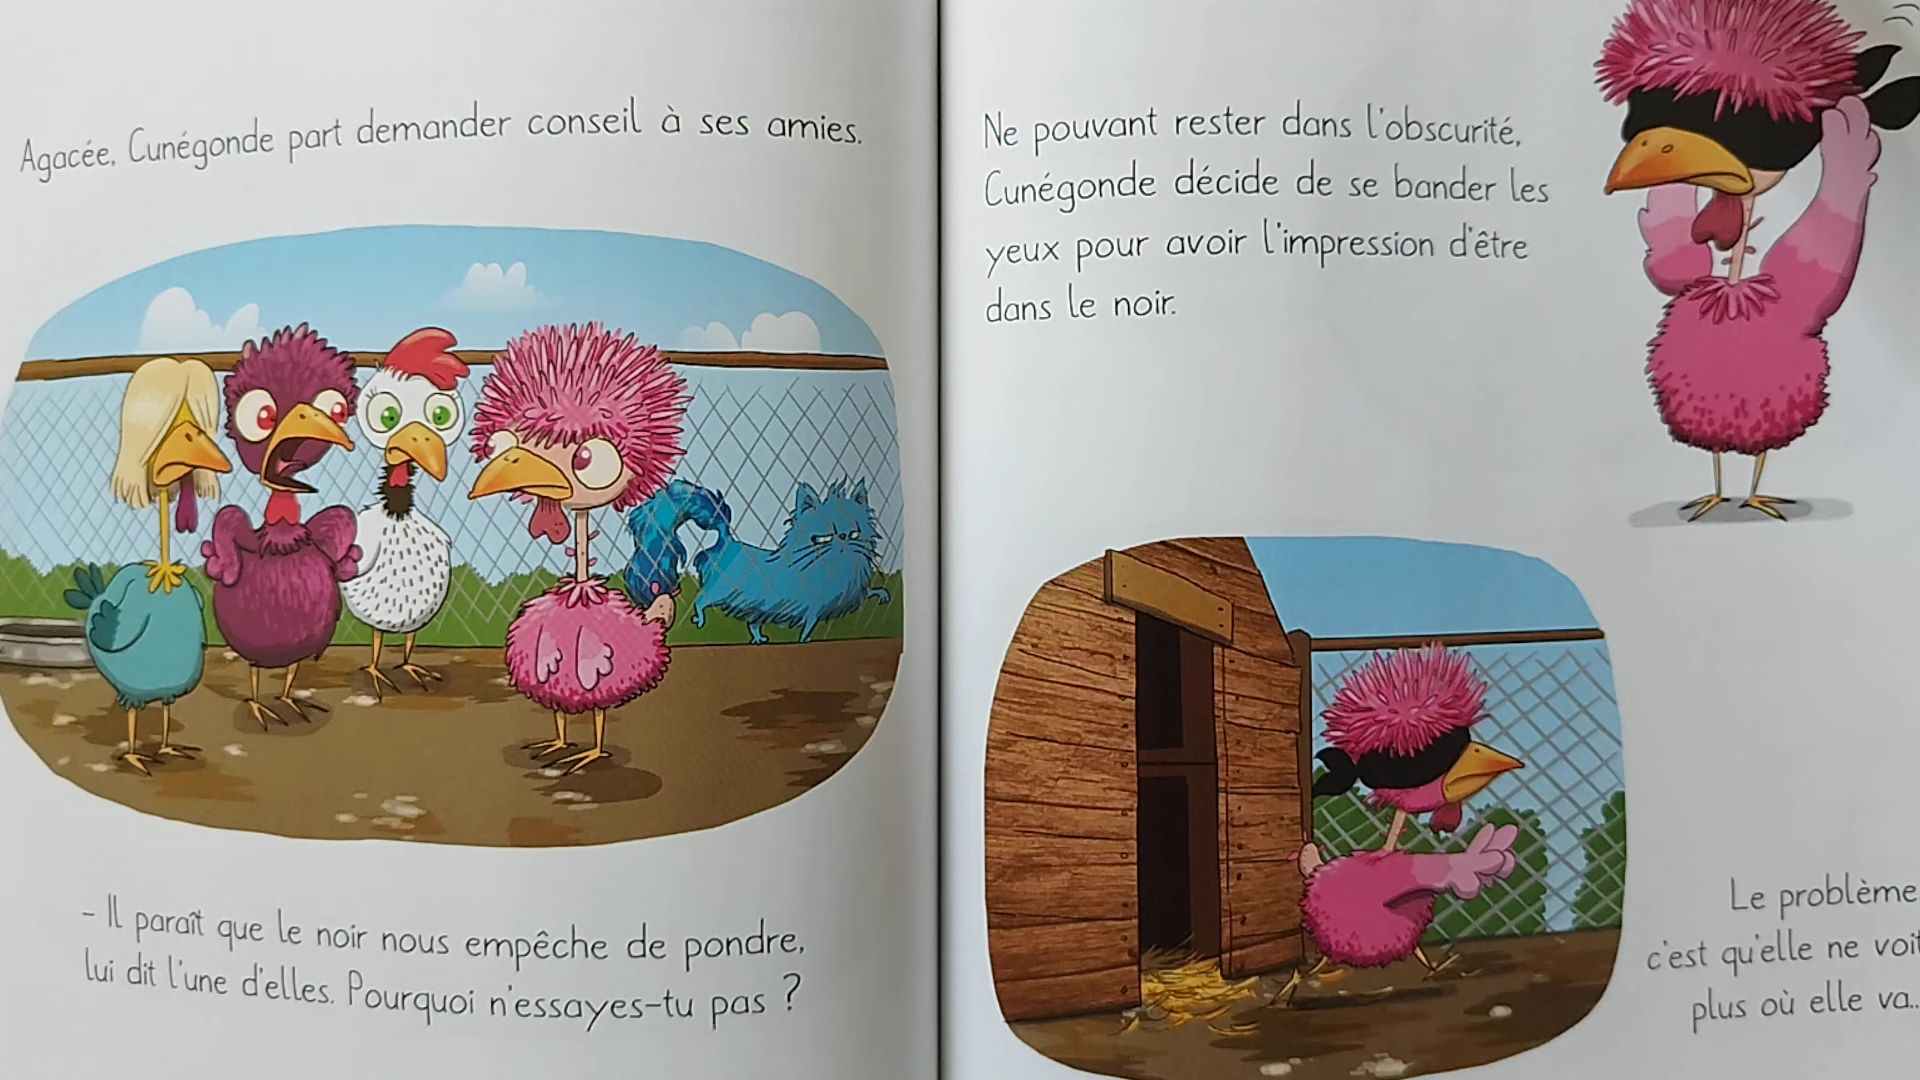 Agacée, Cunégonde part demander conseil à ses amies.
- Il paraît que le noir nous empêche de pondre,
lui dit l'une d'elles. Pourquoi n'essayes-tu pas ?
Ne pouvant rester dans l'obscurité,
Cunégonde décide de se bander les
yeux pour avoir l'impression d'être
dans le noir.
Le problème
c'est qu'elle ne voit
plus où elle va...